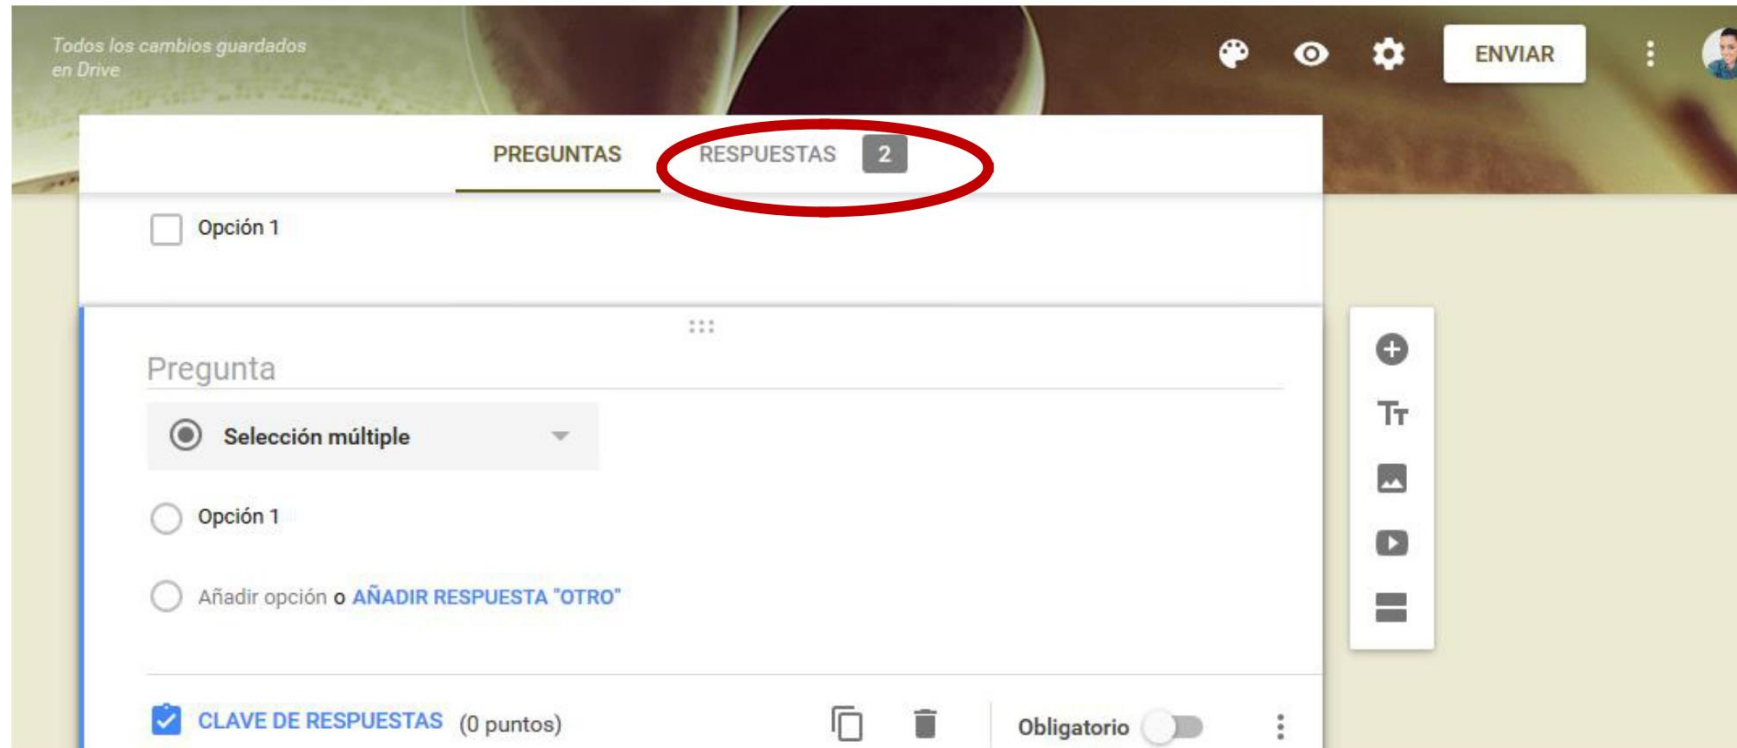 Todos los cambios guardados
en Drive
ENVIAR
PREGUNTAS RESPUESTAS 2
Opción 1
Pregunta
Selección múltiple
Opción 1
Añadir opción o AÑADIR RESPUESTA "OTRO"
CLAVE DE RESPUESTAS (0 puntos) Obligatorio